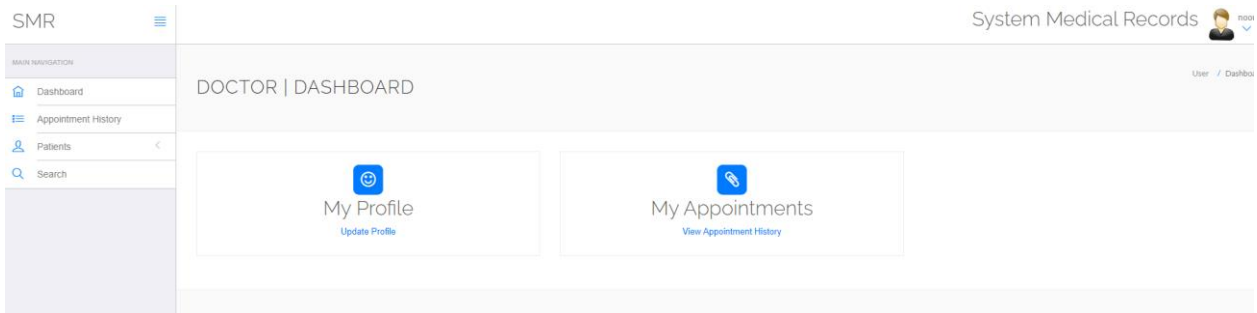 SMR
System Medical Records
MAIN NAVIGATION
Dashboard
Appointment History
Patients
Search
User /
DOCTOR | DASHBOARD
My Profile
Update Profile
My Appointments
View Appointment History